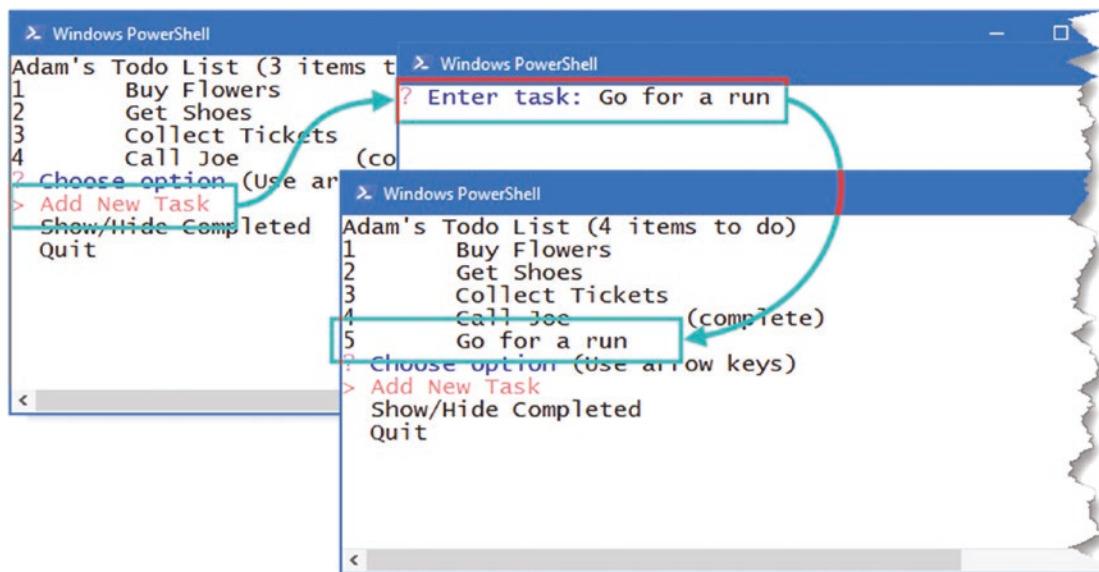 Windows PowerShell
Adam's Todo List (3 items t
1 Buy Flowers
2 Get Shoes
3 Collect Tickets
4 Call Joe (co
? Choose option (Use ar
> Add New Task
Show/Hide Completed
Quit
Windows PowerShell
? Enter task: Go for a run
Windows PowerShell
Adam's Todo List (4 items to do)
1 Buy Flowers
2 Get Shoes
3 Collect Tickets
4 Call Joe (complete)
5 Go for a run
? Choose option (Use arrow keys)
> Add New Task
Show/Hide Completed
Quit